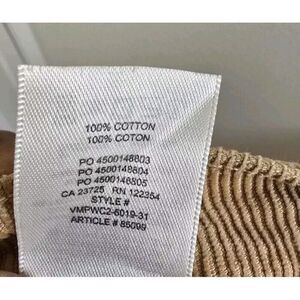 100% COTTON
100% COTON
PO 4500148803
PO 4500148804
PO 4500148805
CA 23725 RN 122354
STYLE #
VMPWC2-6019-31
ARTICLE # 85099